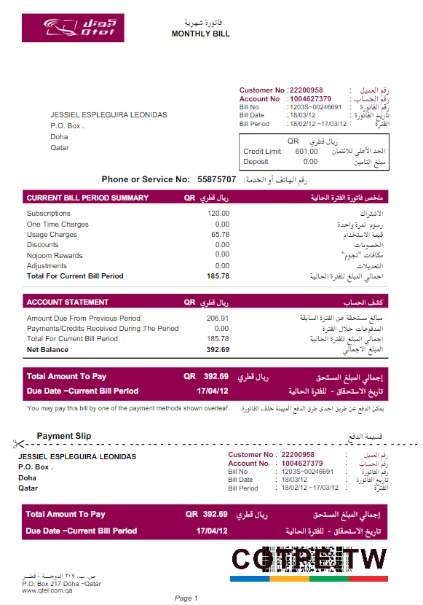 كيوتل
Qtel
فاتورة شهرية
MONTHLY BILL
Customer No : 22200958 : رقم العميل
Account No : 1004627379 : رقم الحساب
Bill No : 1203S-00246691 : رقم الفاتورة
Bill Date : 18/03/12 : تاريخ الفاتورة
Bill Period : 18/02/12 -17/03/12 : الفترة
JESSIEL ESPLEGUIRA LEONIDAS
P.O. Box .
Doha
Qatar
QR ريال قطري
Credit Limit 601.00 الحد الأعلى للائتمان
Deposit 0.00 مبلغ التامين
Phone or Service No: 55875707 رقم الهاتف أو الخدمة:
CURRENT BILL PERIOD SUMMARY QR ريال قطري ملخص فاتورة الفترة الحالية
Subscriptions 120.00 الاشتراك
One Time Charges 0.00 رسوم لمرة واحدة
Usage Charges 65.78 قيمة الاستخدام
Discounts 0.00 الخصومات
Nojoom Rewards 0.00 مكافات "نجوم"
Adjustments 0.00 التعديلات
Total For Current Bill Period 185.78 اجمالي المبلغ للفترة الحالية
ACCOUNT STATEMENT QR ريال قطري كشف الحساب
Amount Due From Previous Period 206.91 مبالغ مستحقة عن الفترة السابقة
Payments/Credits Received During The Period 0.00 المدفوعات خلال الفترة
Total For Current Bill Period 185.78 اجمالي المبلغ للفترة الحالية
Net Balance 392.69 المبلغ الاجمالي
Total Amount To Pay QR 392.69 ريال قطري إجمالي المبلغ المستحق
Due Date -Current Bill Period 17/04/12 تاريخ الاستحقاق - للفترة الحالية
You may pay this bill by one of the payment methods shown overleaf. يمكن الدفع عن طريق احدى طرق الدفع المبينة خلف الفاتورة.
Payment Slip قسيمة الدفع
JESSIEL ESPLEGUIRA LEONIDAS
P.O. Box .
Doha
Qatar
Customer No : 22200958 : رقم العميل
Account No : 1004627379 : رقم الحساب
Bill No : 1203S-00246691 : رقم الفاتورة
Bill Date : 18/03/12 : تاريخ الفاتورة
Bill Period : 18/02/12 -17/03/12 : الفترة
Total Amount To Pay QR 392.69 ريال قطري إجمالي المبلغ المستحق
Due Date -Current Bill Period 17/04/12 تاريخ الاستحقاق - للفترة الحالية
COTREITW
ص. ب. ٢١٧ الدوحة - قطر
P.O. Box 217 Doha -Qatar
www.qtel.com.qa
Page 1